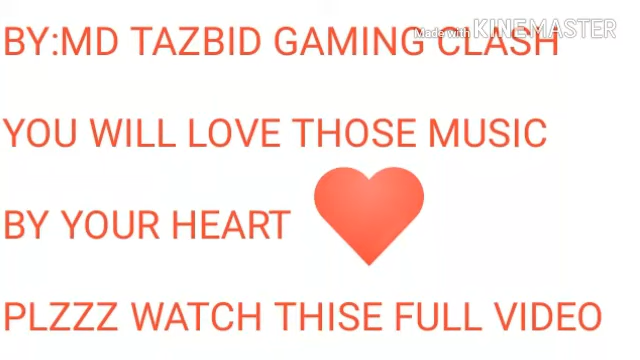 BY:MD TAZBID GAMING CLASH
Made with KINEMASTER
YOU WILL LOVE THOSE MUSIC
BY YOUR HEART
PLZZZ WATCH THISE FULL VIDEO